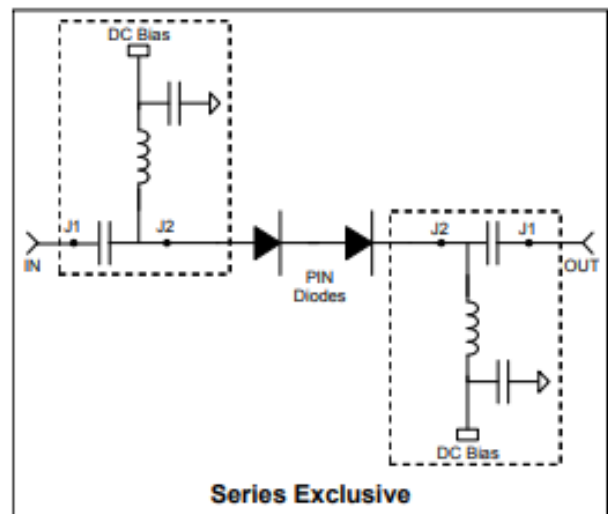 DC Bias
J1
J2
IN
PIN
Diodes
J2
J1
OUT
DC Bias
Series Exclusive